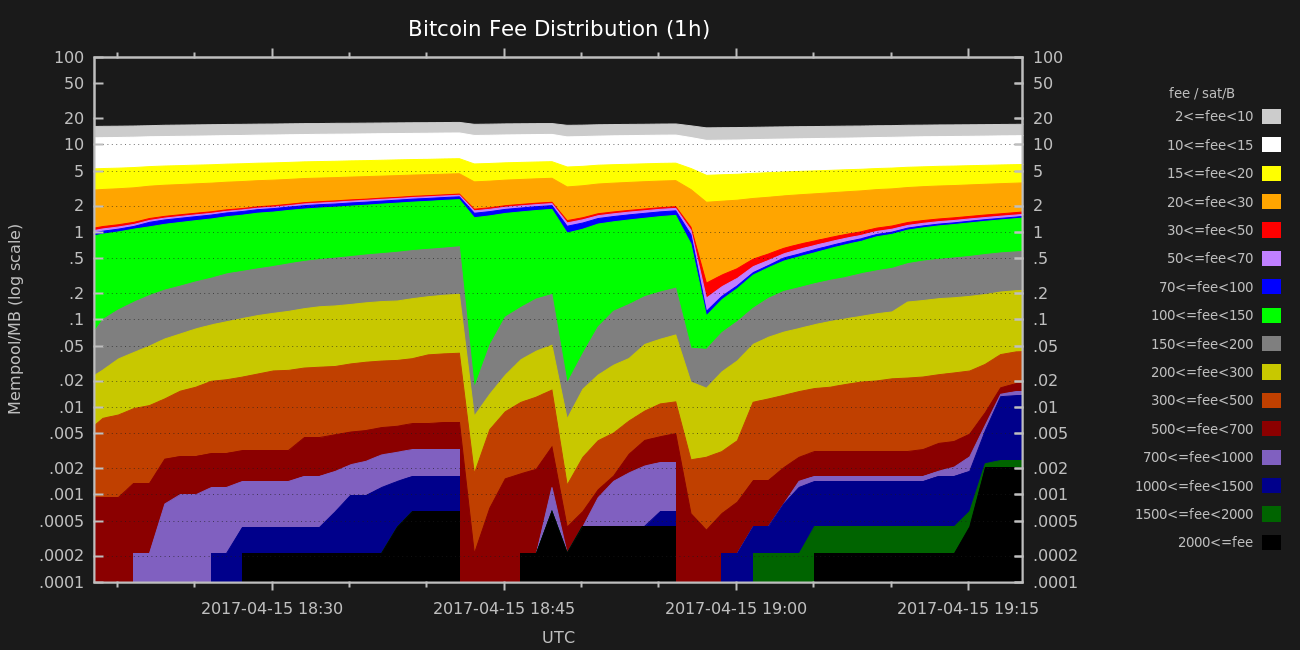 Bitcoin Fee Distribution (1h)
Mempool/MB (log scale)
100
50
20
10
5
2
1
.5
.2
.1
.05
.02
.01
.005
.002
.001
.0005
.0002
.0001
100
50
20
10
5
2
1
.5
.2
.1
.05
.02
.01
.005
.002
.001
.0005
.0002
.0001
2017-04-15 18:30
2017-04-15 18:45
2017-04-15 19:00
2017-04-15 19:15
UTC
fee / sat/B
2<=fee<10
10<=fee<15
15<=fee<20
20<=fee<30
30<=fee<50
50<=fee<70
70<=fee<100
100<=fee<150
150<=fee<200
200<=fee<300
300<=fee<500
500<=fee<700
700<=fee<1000
1000<=fee<1500
1500<=fee<2000
2000<=fee